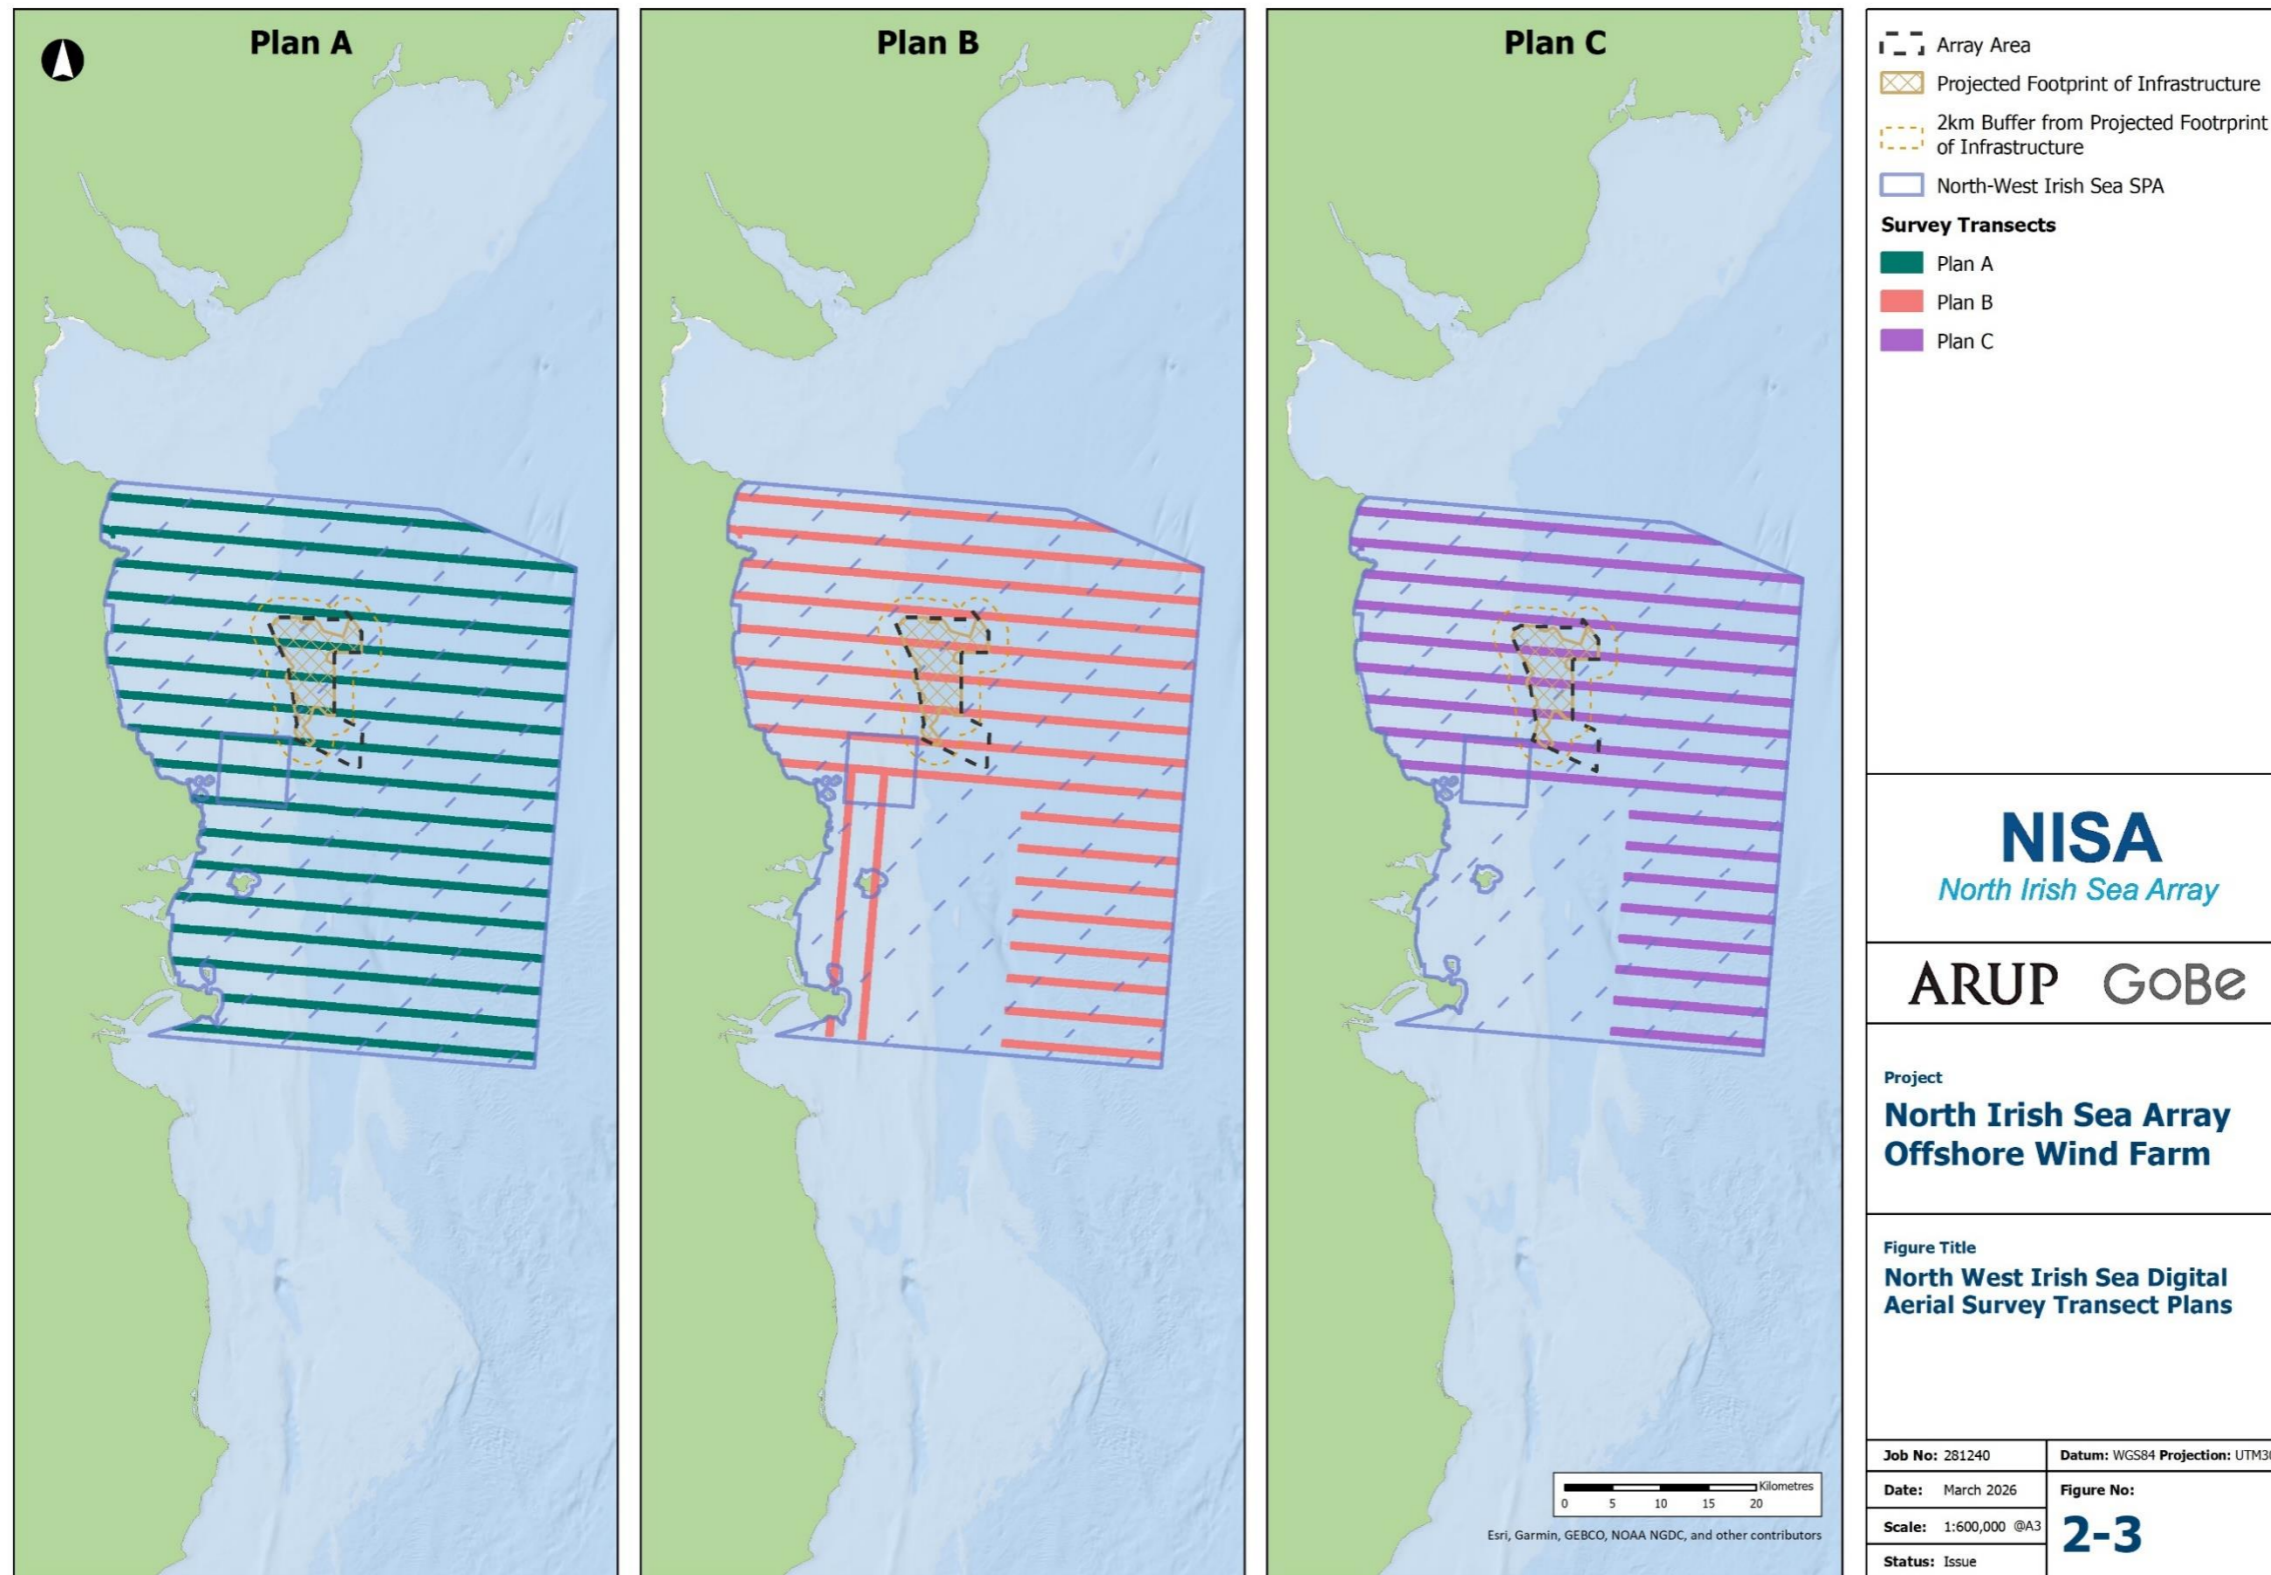 Plan A
Plan B
Plan C
Array Area
Projected Footprint of Infrastructure
2km Buffer from Projected Footrprint
of Infrastructure
North-West Irish Sea SPA
Survey Transects
Plan A
Plan B
Plan C
NISA
North Irish Sea Array
ARUP GoBe
Project
North Irish Sea Array
Offshore Wind Farm
Figure Title
North West Irish Sea Digital
Aerial Survey Transect Plans
Kilometres
0 5 10 15 20
Esri, Garmin, GEBCO, NOAA NGDC, and other contributors
Job No: 281240
Datum: WGS84 Projection:
Date: March 2026
Figure No:
Scale: 1:600,000 @A3
2-3
Status: Issue